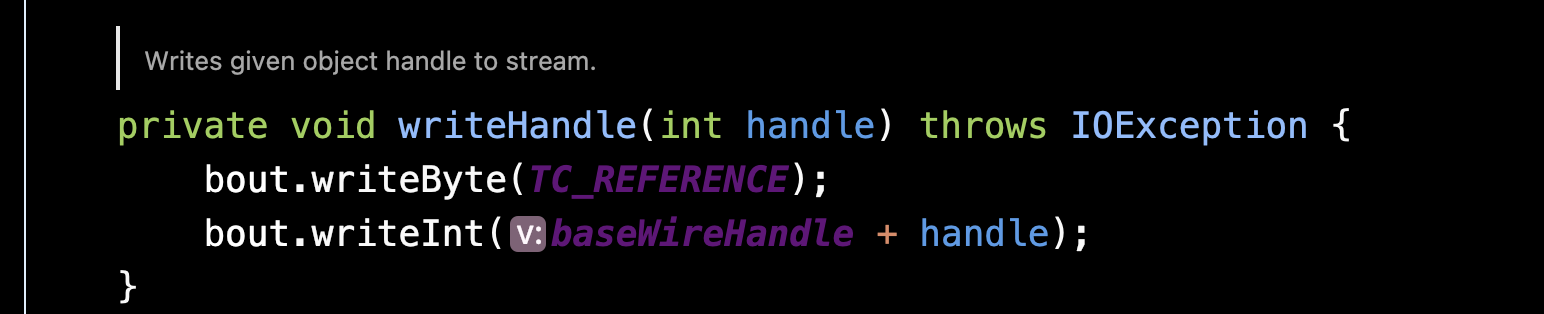 Writes given object handle to stream.
private void writeHandle(int handle) throws IOException {
bout.writeByte(TC_REFERENCE);
bout.writeInt(v:baseWireHandle + handle);
}